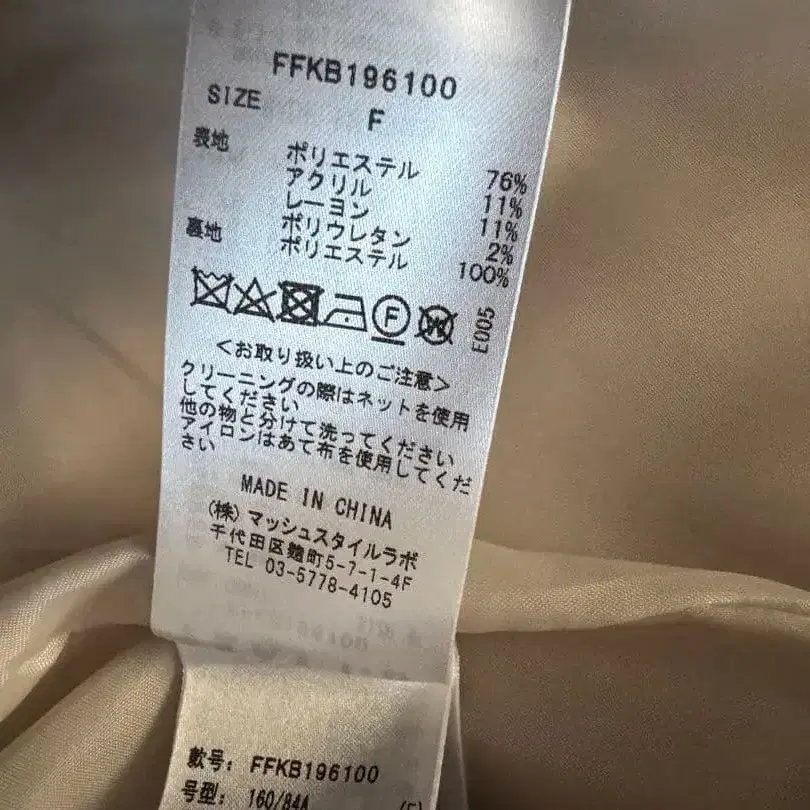 FFKB196100
SIZE F
表地 ポリエステル 76%
アクリル 11%
レーヨン 11%
ポリウレタン 2%
裏地 ポリエステル 100%
F W E005
<お取り扱い上のご注意>
クリーニングの際はネットを使用
してください
他の物と分けて洗ってください
アイロンはあて布を使用してくだ
さい
MADE IN CHINA
(株)マッシュスタイルラボ
千代田区麹町5-7-1-4F
TEL 03-5778-4105
款号: FFKB196100
号型: 160/84A (F)